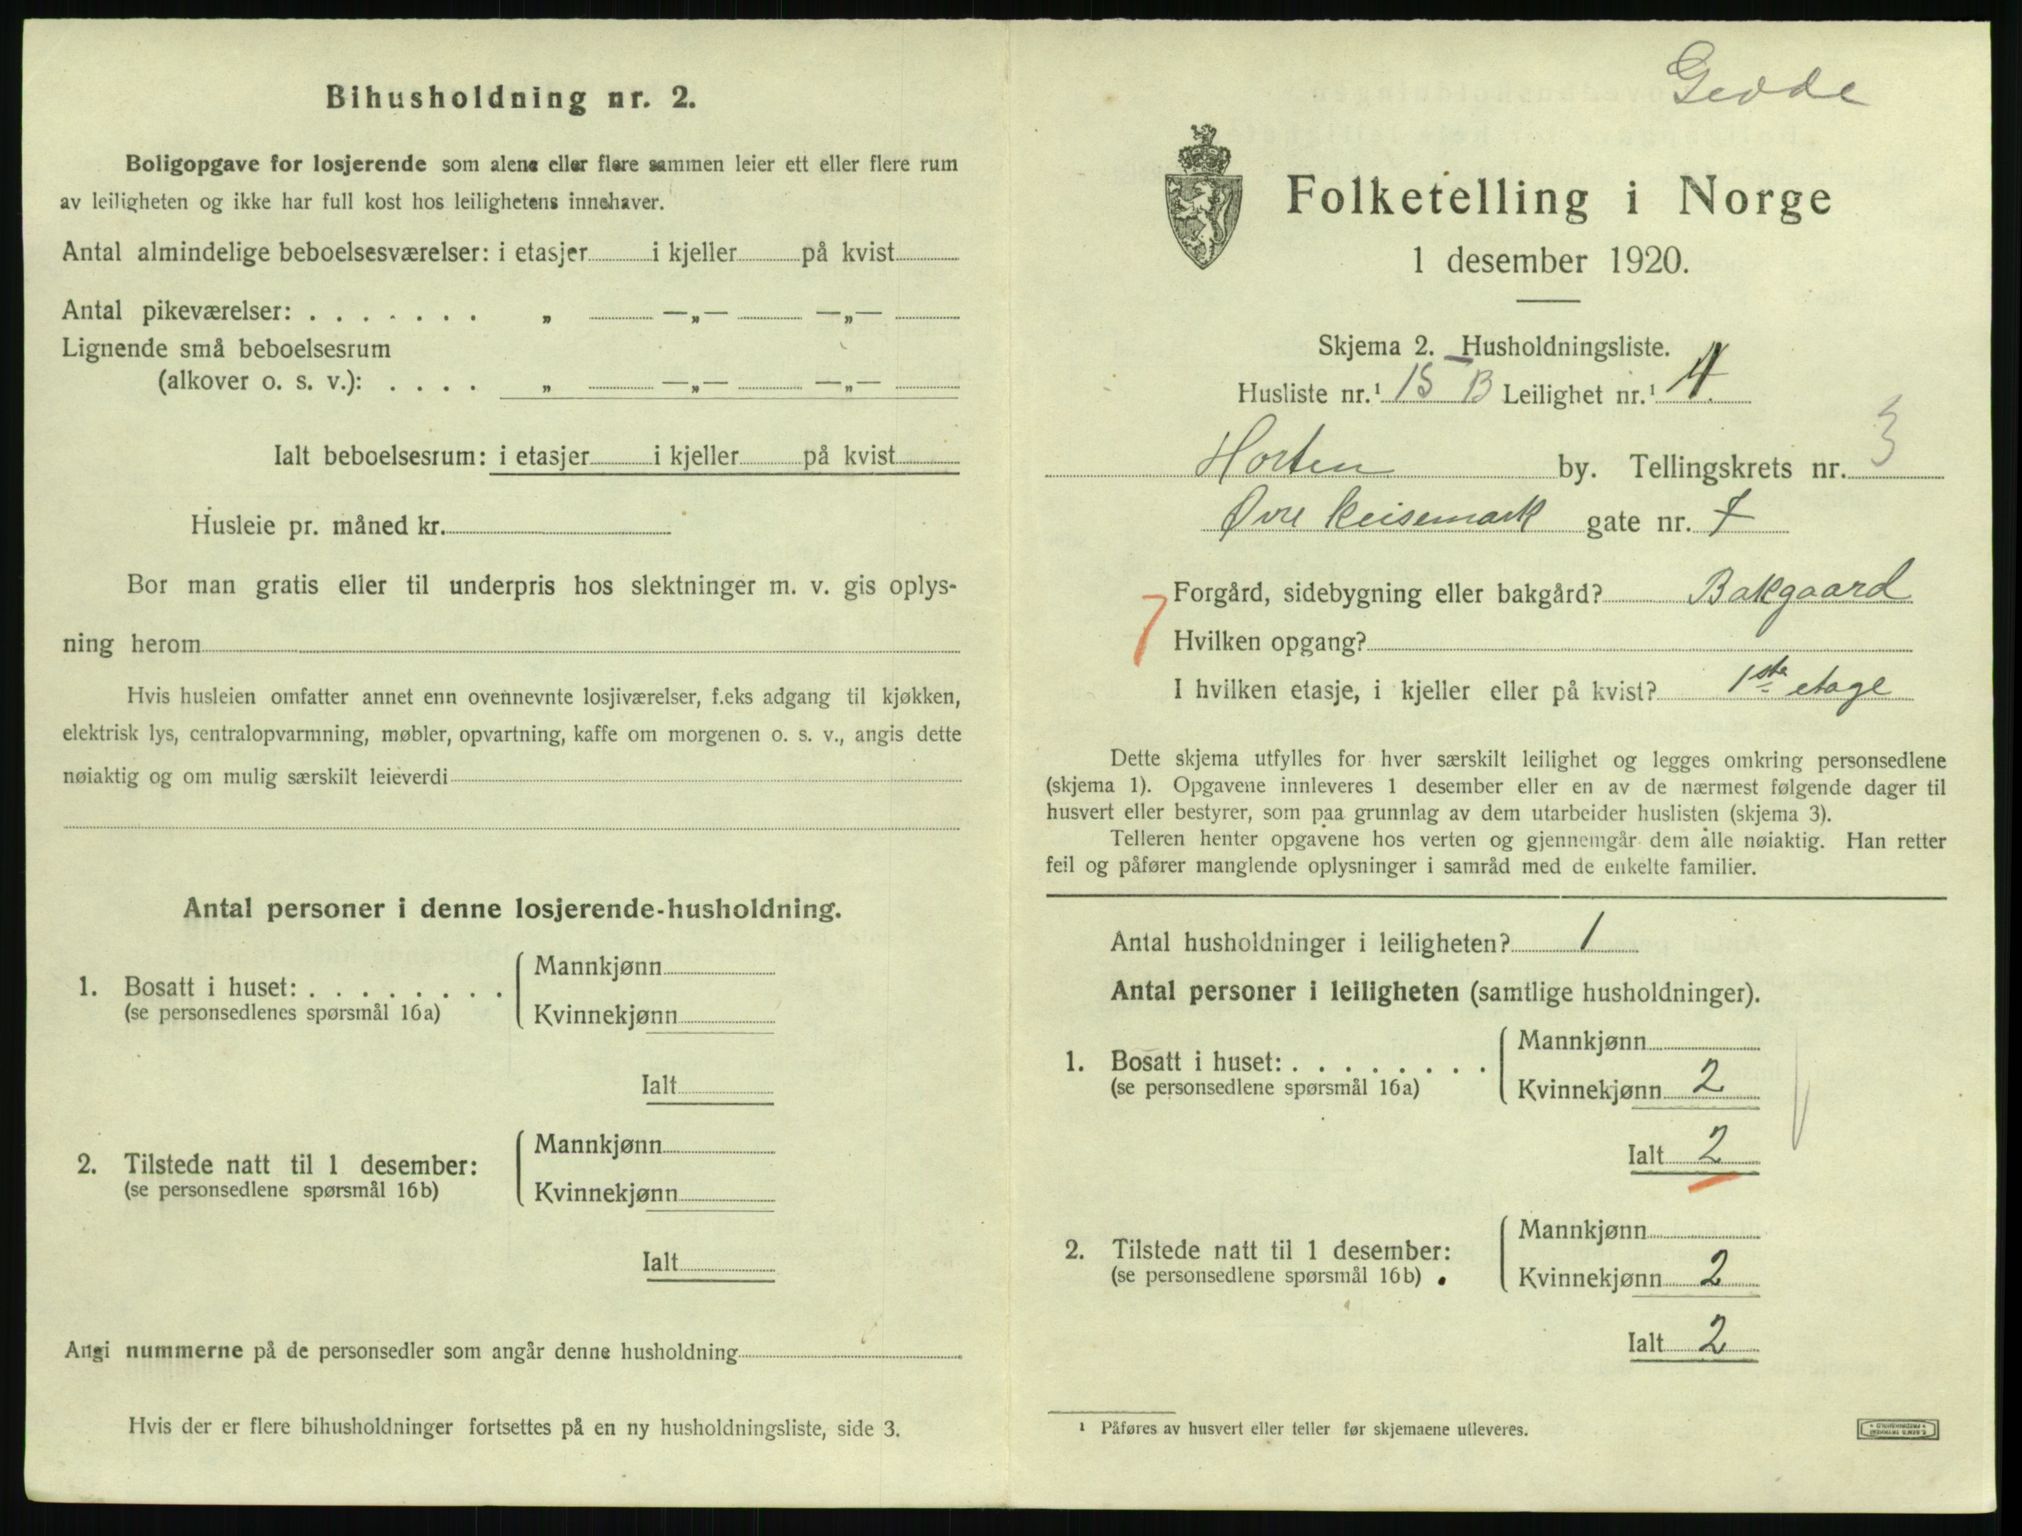 Bihusholdning nr. 2.
Boligopgave for losjerende som alene eller flere sammen leier ett eller flere rum
av leiligheten og ikke har full kost hos leilighetens innehaver.
Antal almindelige beboelsesværelser: i etasjer i kjeller på kvist
Antal pikeværelser: . . . . . . . „ —„— —„—
Lignende små beboelsesrum
(alkover o. s. v.): . . . . „ —„— —„—
Ialt beboelsesrum: i etasjer i kjeller på kvist
Husleie pr. måned kr.
Bor man gratis eller til underpris hos slektninger m. v. gis oplys-
ning herom
Hvis husleien omfatter annet enn ovennevnte losjiværelser, f.eks adgang til kjøkken,
elektrisk lys, centralopvarmning, møbler, opvartning, kaffe om morgenen o. s. v., angis dette
nøiaktig og om mulig særskilt leieverdi
Antal personer i denne losjerende-husholdning.
1. Bosatt i huset: . . . . . . . .
(se personsedlenes spørsmål 16a)
Mannkjønn
Kvinnekjønn
Ialt
2. Tilstede natt til 1 desember:
(se personsedlene spørsmål 16b)
Mannkjønn
Kvinnekjønn
Ialt
Angi nummerne på de personsedler som angår denne husholdning
Hvis der er flere bihusholdninger fortsettes på en ny husholdningsliste, side 3.
Gedde
Folketelling i Norge
1 desember 1920.
Skjema 2. Husholdningsliste.
Husliste nr.¹ 15 B Leilighet nr.¹ 4.
Horten by. Tellingskrets nr. 3
Øvre Keisemark gate nr. 7
Forgård, sidebygning eller bakgård? Bakgaard
7
Hvilken opgang?
I hvilken etasje, i kjeller eller på kvist? 1ste etage
Dette skjema utfylles for hver særskilt leilighet og legges omkring personsedlene
(skjema 1). Opgavene innleveres 1 desember eller en av de nærmest følgende dager til
husvert eller bestyrer, som paa grunnlag av dem utarbeider huslisten (skjema 3).
Telleren henter opgavene hos verten og gjennemgår dem alle nøiaktig. Han retter
feil og påfører manglende oplysninger i samråd med de enkelte familier.
Antal husholdninger i leiligheten? 1
Antal personer i leiligheten (samtlige husholdninger).
1. Bosatt i huset: . . . . . . . .
(se personsedlene spørsmål 16a)
Mannkjønn
Kvinnekjønn 2
Ialt 2
2. Tilstede natt til 1 desember:
(se personsedlene spørsmål 16b)
Mannkjønn
Kvinnekjønn 2
Ialt 2
¹ Påføres av husvert eller teller før skjemaene utleveres.